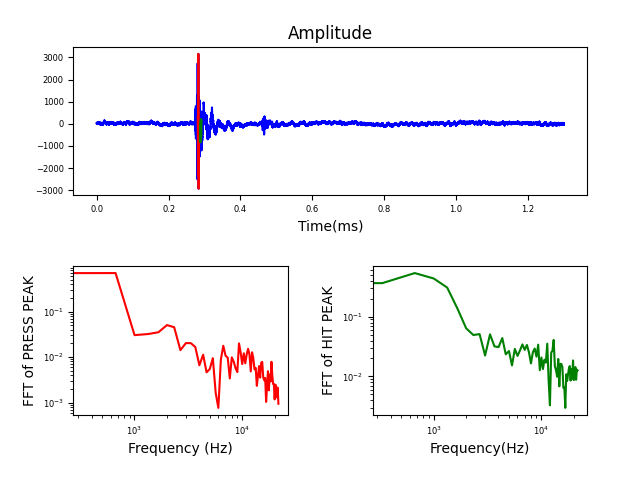 Amplitude
3000
2000
1000
0
−1000
−2000
−3000
0.0 0.2 0.4 0.6 0.8 1.0 1.2
Time(ms)
FFT of PRESS PEAK
10⁻¹
10⁻²
10⁻³
10³ 10⁴
Frequency (Hz)
FFT of HIT PEAK
10⁻¹
10⁻²
10³ 10⁴
Frequency(Hz)